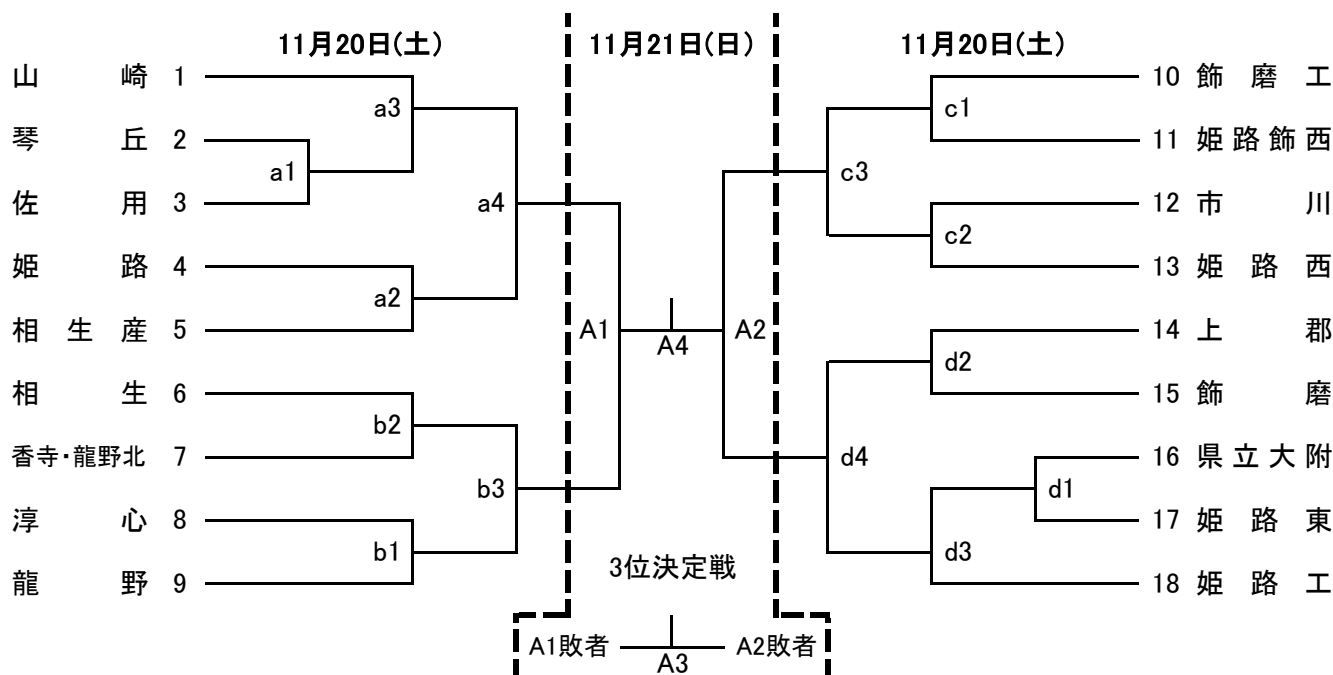 11月20日(土) 11月21日(日) 11月20日(土)
山崎 1
琴丘 2
佐用 3
姫路 4
相生産 5
相生 6
香寺・龍野北 7
淳心 8
龍野 9
a3
a1
a4
a2
b2
b3
b1
A1
A4
A2
3位決定戦
A1敗者 A3 A2敗者
c1
c3
c2
d2
d4
d1
d3
10 飾磨工
11 姫路飾西
12 市川
13 姫路西
14 上郡
15 飾磨
16 県立大附
17 姫路東
18 姫路工